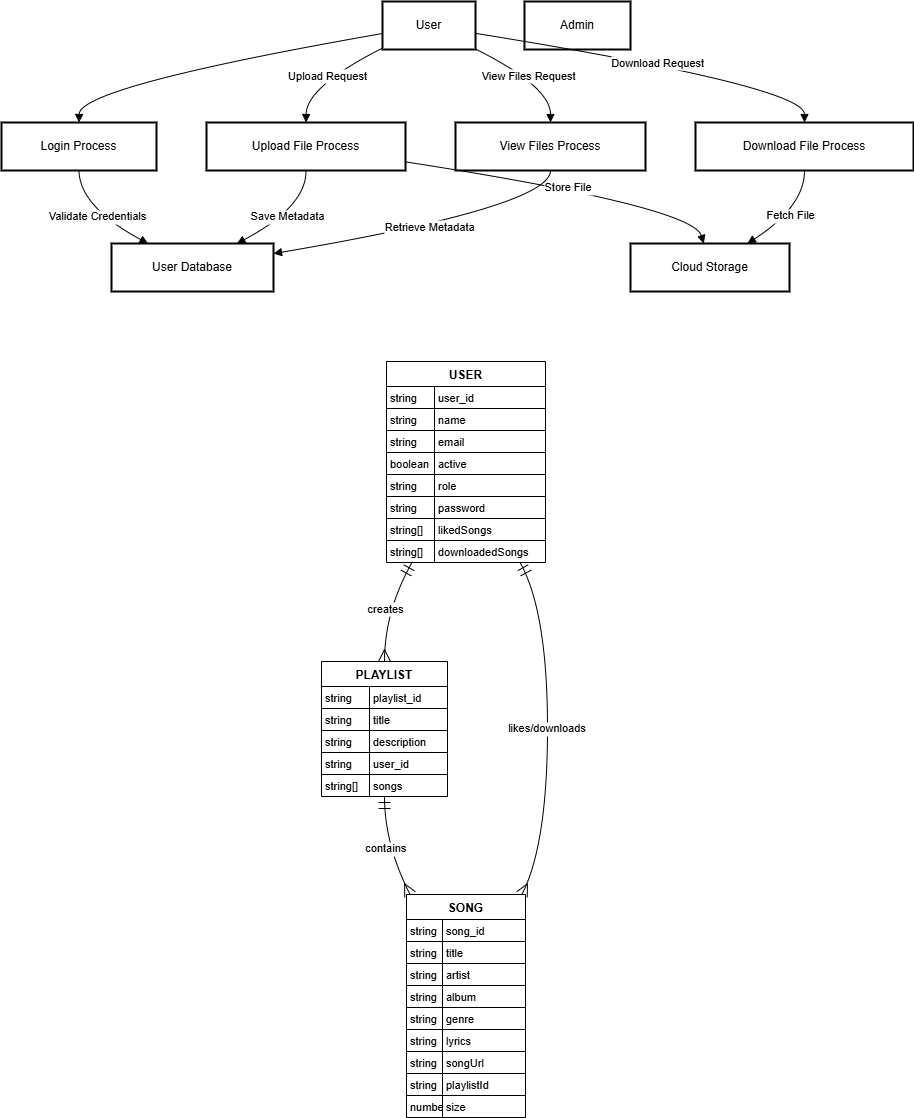 User
Admin
Upload Request
View Files Request
Download Request
Login Process
Upload File Process
View Files Process
Download File Process
Store File
Validate Credentials
Save Metadata
Fetch File
Retrieve Metadata
User Database
Cloud Storage
USER
string user_id
string name
string email
boolean active
string role
string password
string[] likedSongs
string[] downloadedSongs
creates
PLAYLIST
string playlist_id
string title
string description
string user_id
string[] songs
likes/downloads
contains
SONG
string song_id
string title
string artist
string album
string genre
string lyrics
string songUrl
string playlistId
numbe size